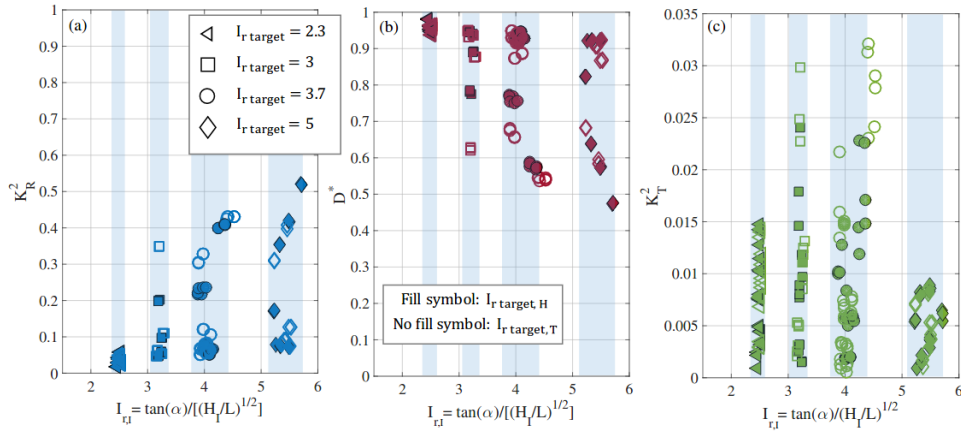 (a)
I_r target = 2.3
I_r target = 3
I_r target = 3.7
I_r target = 5
1
0.9
0.8
0.7
0.6
0.5
0.4
0.3
0.2
0.1
0
K_R^2
2 3 4 5 6
I_r,I = tan(α)/[(H_I/L)^1/2]
(b)
1
0.9
0.8
0.7
0.6
0.5
0.4
0.3
0.2
0.1
0
D*
Fill symbol: I_r target, H
No fill symbol: I_r target,T
2 3 4 5 6
I_r,I = tan(α)/[(H_I/L)^1/2]
(c)
0.035
0.03
0.025
0.02
0.015
0.01
0.005
0
K_T^2
2 3 4 5 6
I_r,I = tan(α)/(H_I/L)^1/2